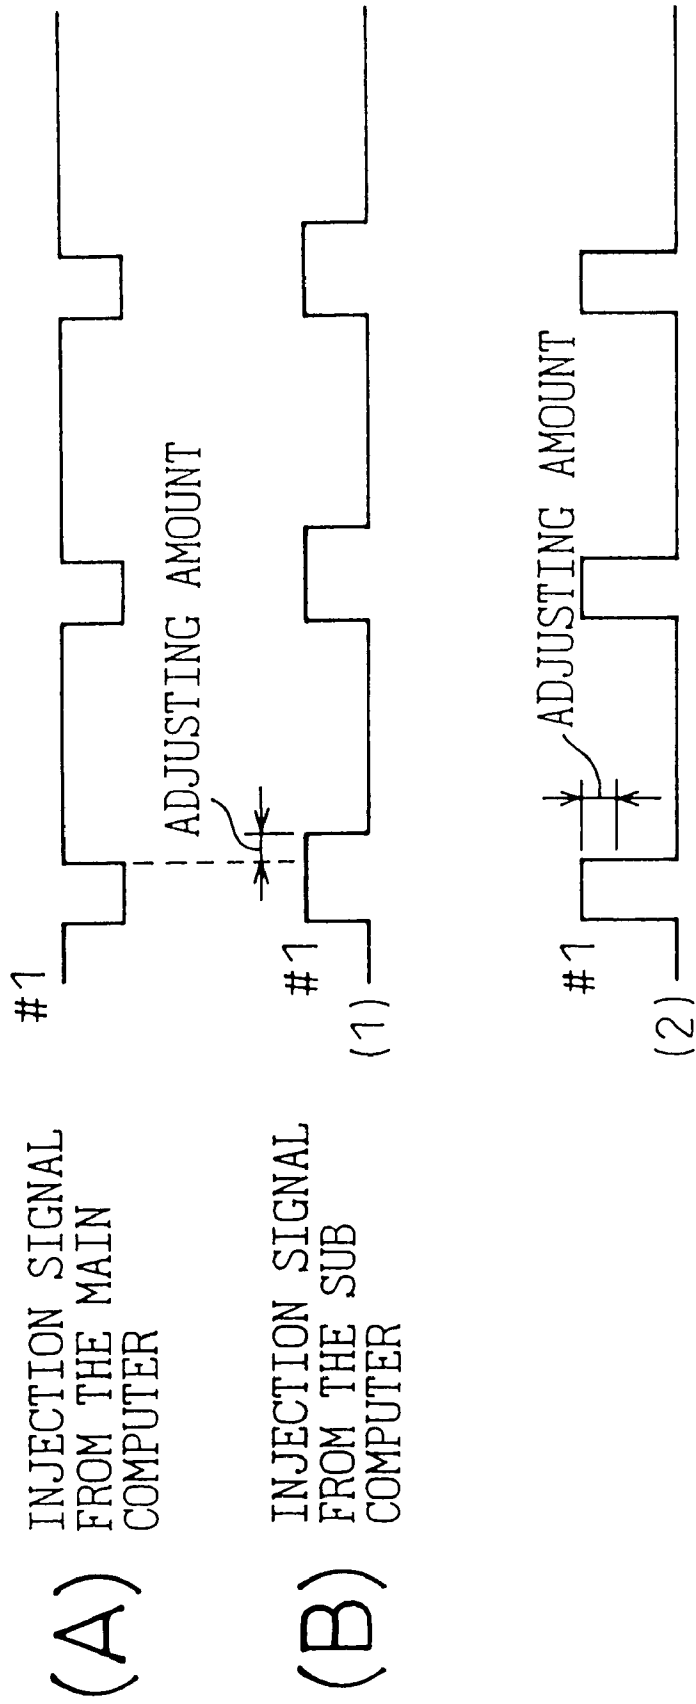 (A)
INJECTION SIGNAL
FROM THE MAIN
COMPUTER
#1
ADJUSTING AMOUNT
(B)
INJECTION SIGNAL
FROM THE SUB
COMPUTER
#1
(1)
ADJUSTING AMOUNT
#1
(2)